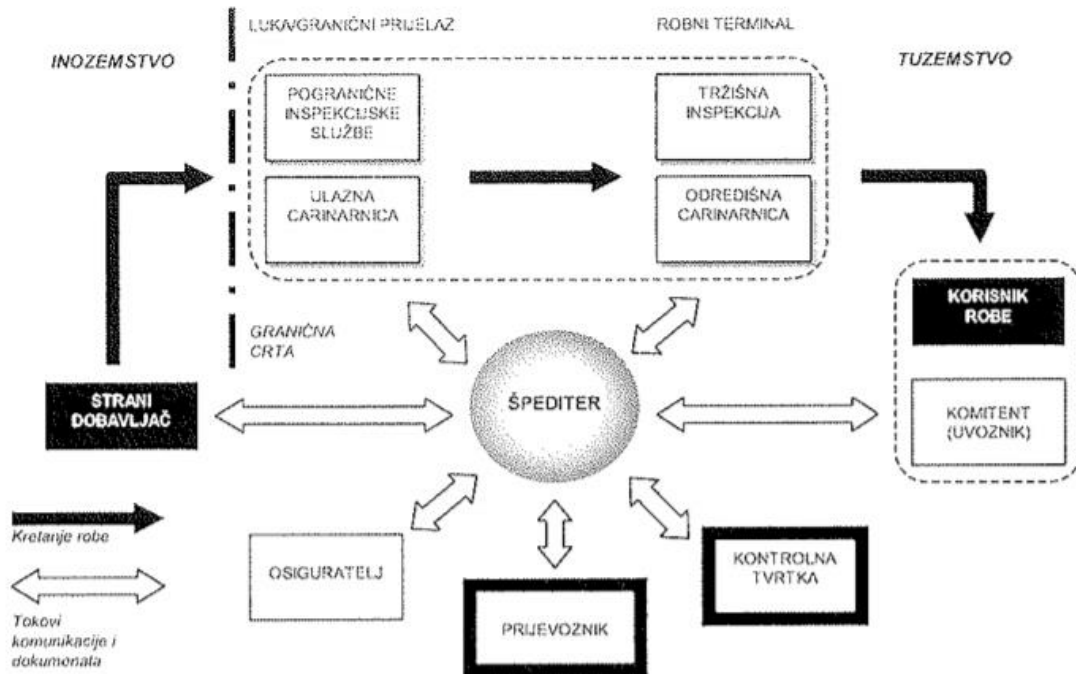 LUKA/GRANIČNI PRIJELAZ
ROBNI TERMINAL
INOZEMSTVO
TUZEMSTVO
POGRANIČNE
INSPEKCIJSKE
SLUŽBE
TRŽIŠNA
INSPEKCIJA
ULAZNA
CARINARNICA
ODREDIŠNA
CARINARNICA
KORISNIK
ROBE
GRANIČNA
CRTA
STRANI
DOBAVLJAČ
ŠPEDITER
KOMITENT
(UVOZNIK)
Kretanje robe
OSIGURATELJ
PRIJEVOZNIK
KONTROLNA
TVRTKA
Tokovi
komunikacije i
dokumenata